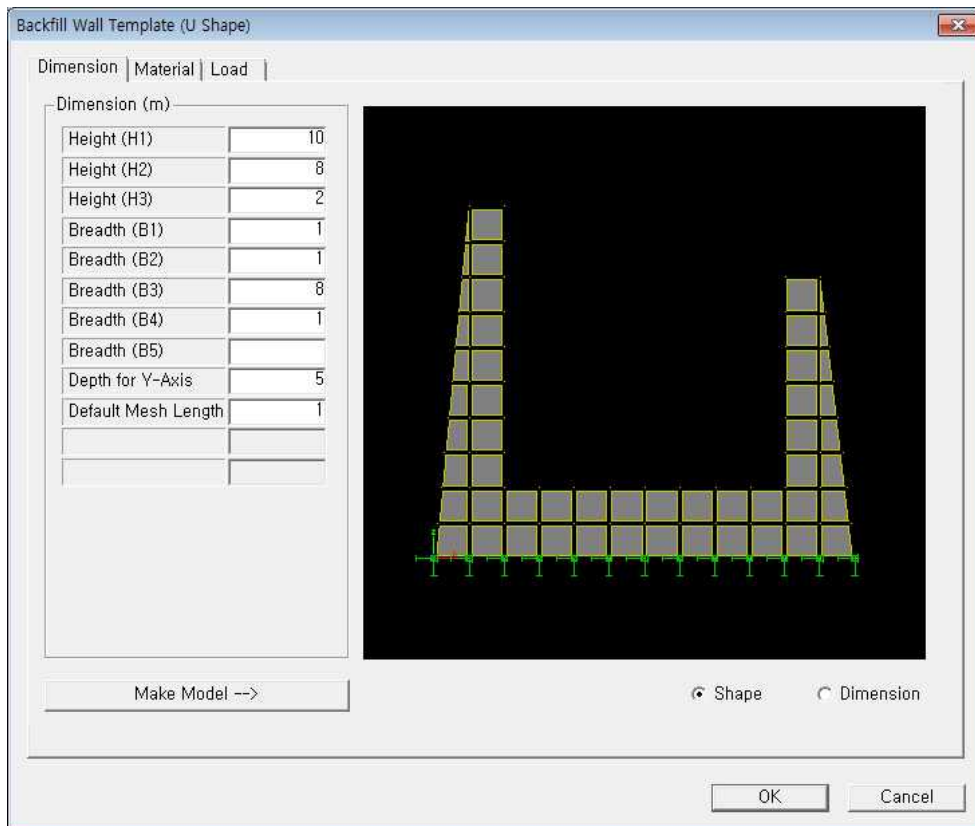 Backfill Wall Template (U Shape)
Dimension Material Load
Dimension (m)
Height (H1) 10
Height (H2) 8
Height (H3) 2
Breadth (B1) 1
Breadth (B2) 1
Breadth (B3) 8
Breadth (B4) 1
Breadth (B5)
Depth for Y-Axis 5
Default Mesh Length 1
Make Model -->
Shape Dimension
OK Cancel